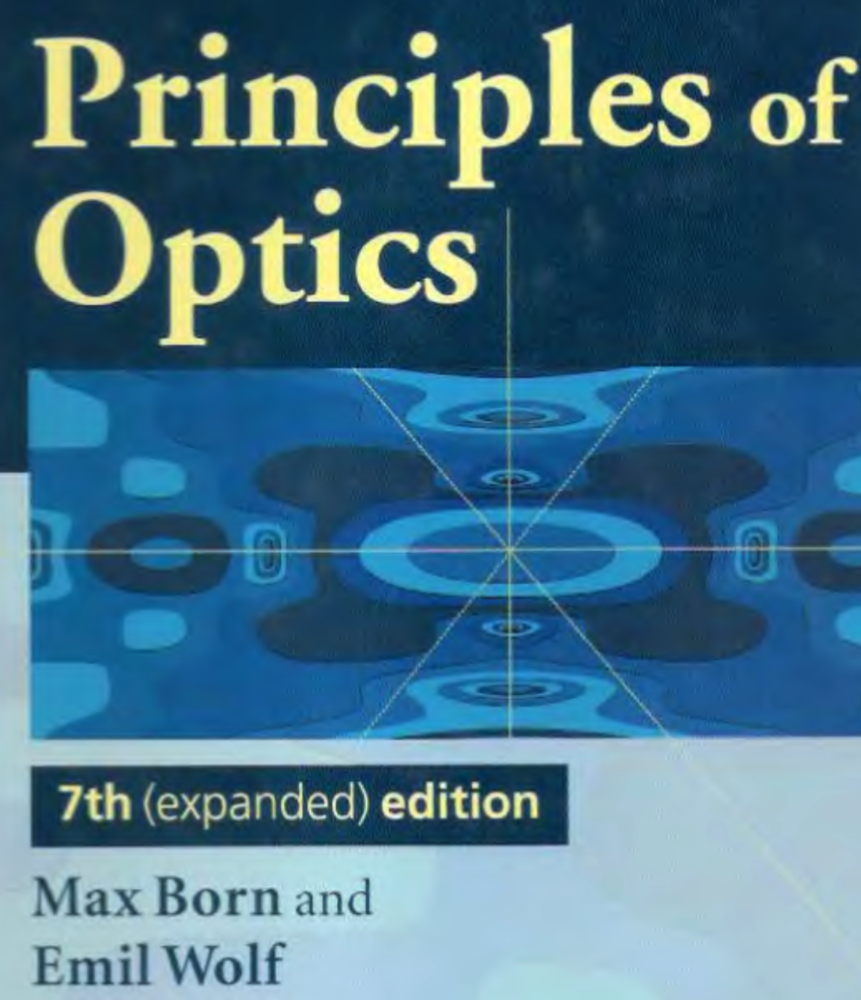 Principles of
Optics
7th (expanded) edition
Max Born and
Emil Wolf